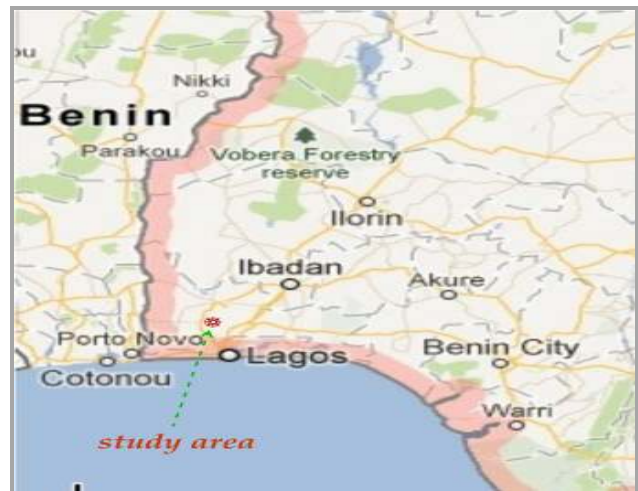 Nikki
Benin
Parakou
Vobera Forestry
reserve
Ilorin
Ibadan
Akure
Porto Novo
Lagos
Benin City
Cotonou
Warri
study area